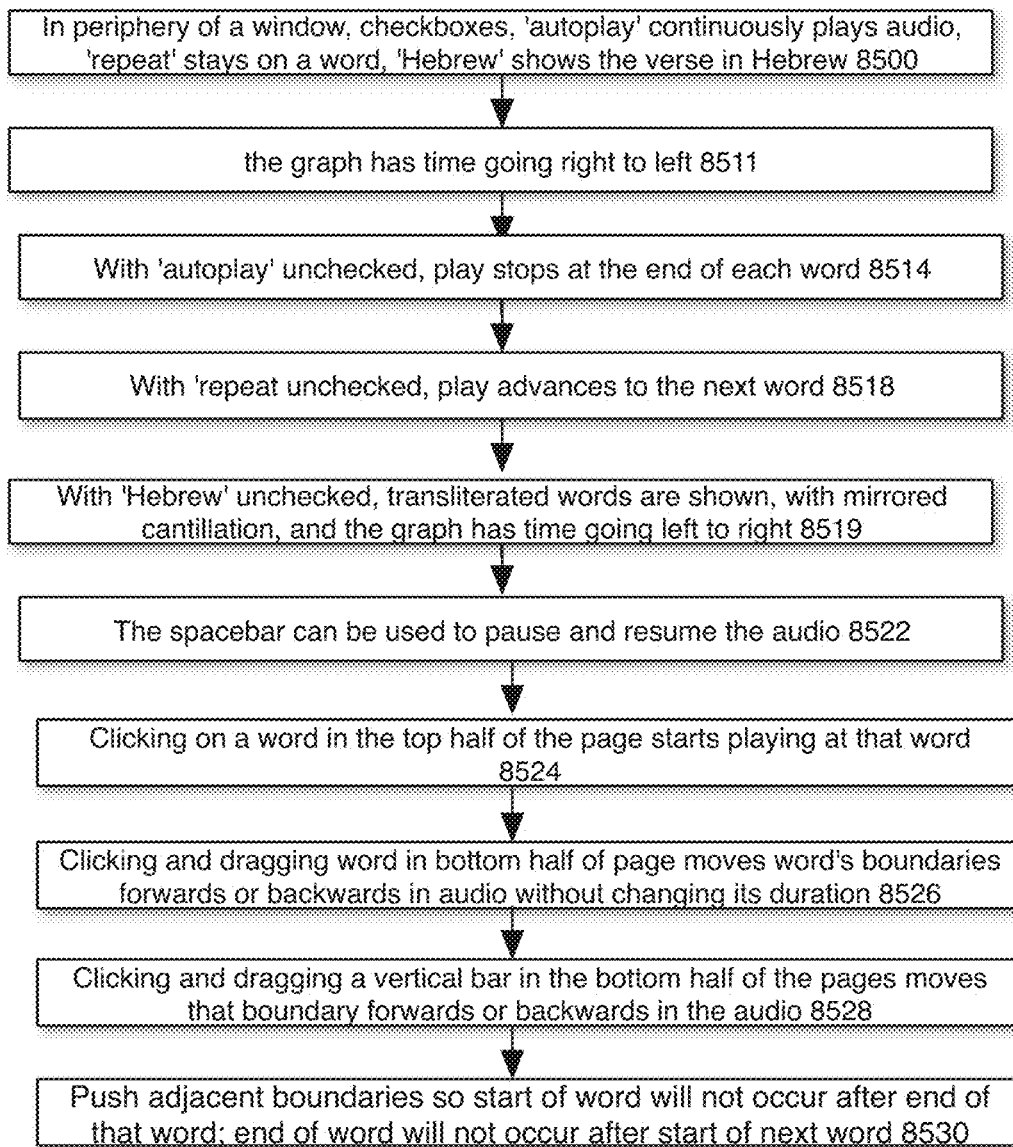 In periphery of a window, checkboxes, 'autoplay' continuously plays audio,
'repeat' stays on a word, 'Hebrew' shows the verse in Hebrew 8500
the graph has time going right to left 8511
With 'autoplay' unchecked, play stops at the end of each word 8514
With 'repeat unchecked, play advances to the next word 8518
With 'Hebrew' unchecked, transliterated words are shown, with mirrored
cantillation, and the graph has time going left to right 8519
The spacebar can be used to pause and resume the audio 8522
Clicking on a word in the top half of the page starts playing at that word
8524
Clicking and dragging word in bottom half of page moves word's boundaries
forwards or backwards in audio without changing its duration 8526
Clicking and dragging a vertical bar in the bottom half of the pages moves
that boundary forwards or backwards in the audio 8528
Push adjacent boundaries so start of word will not occur after end of
that word; end of word will not occur after start of next word 8530